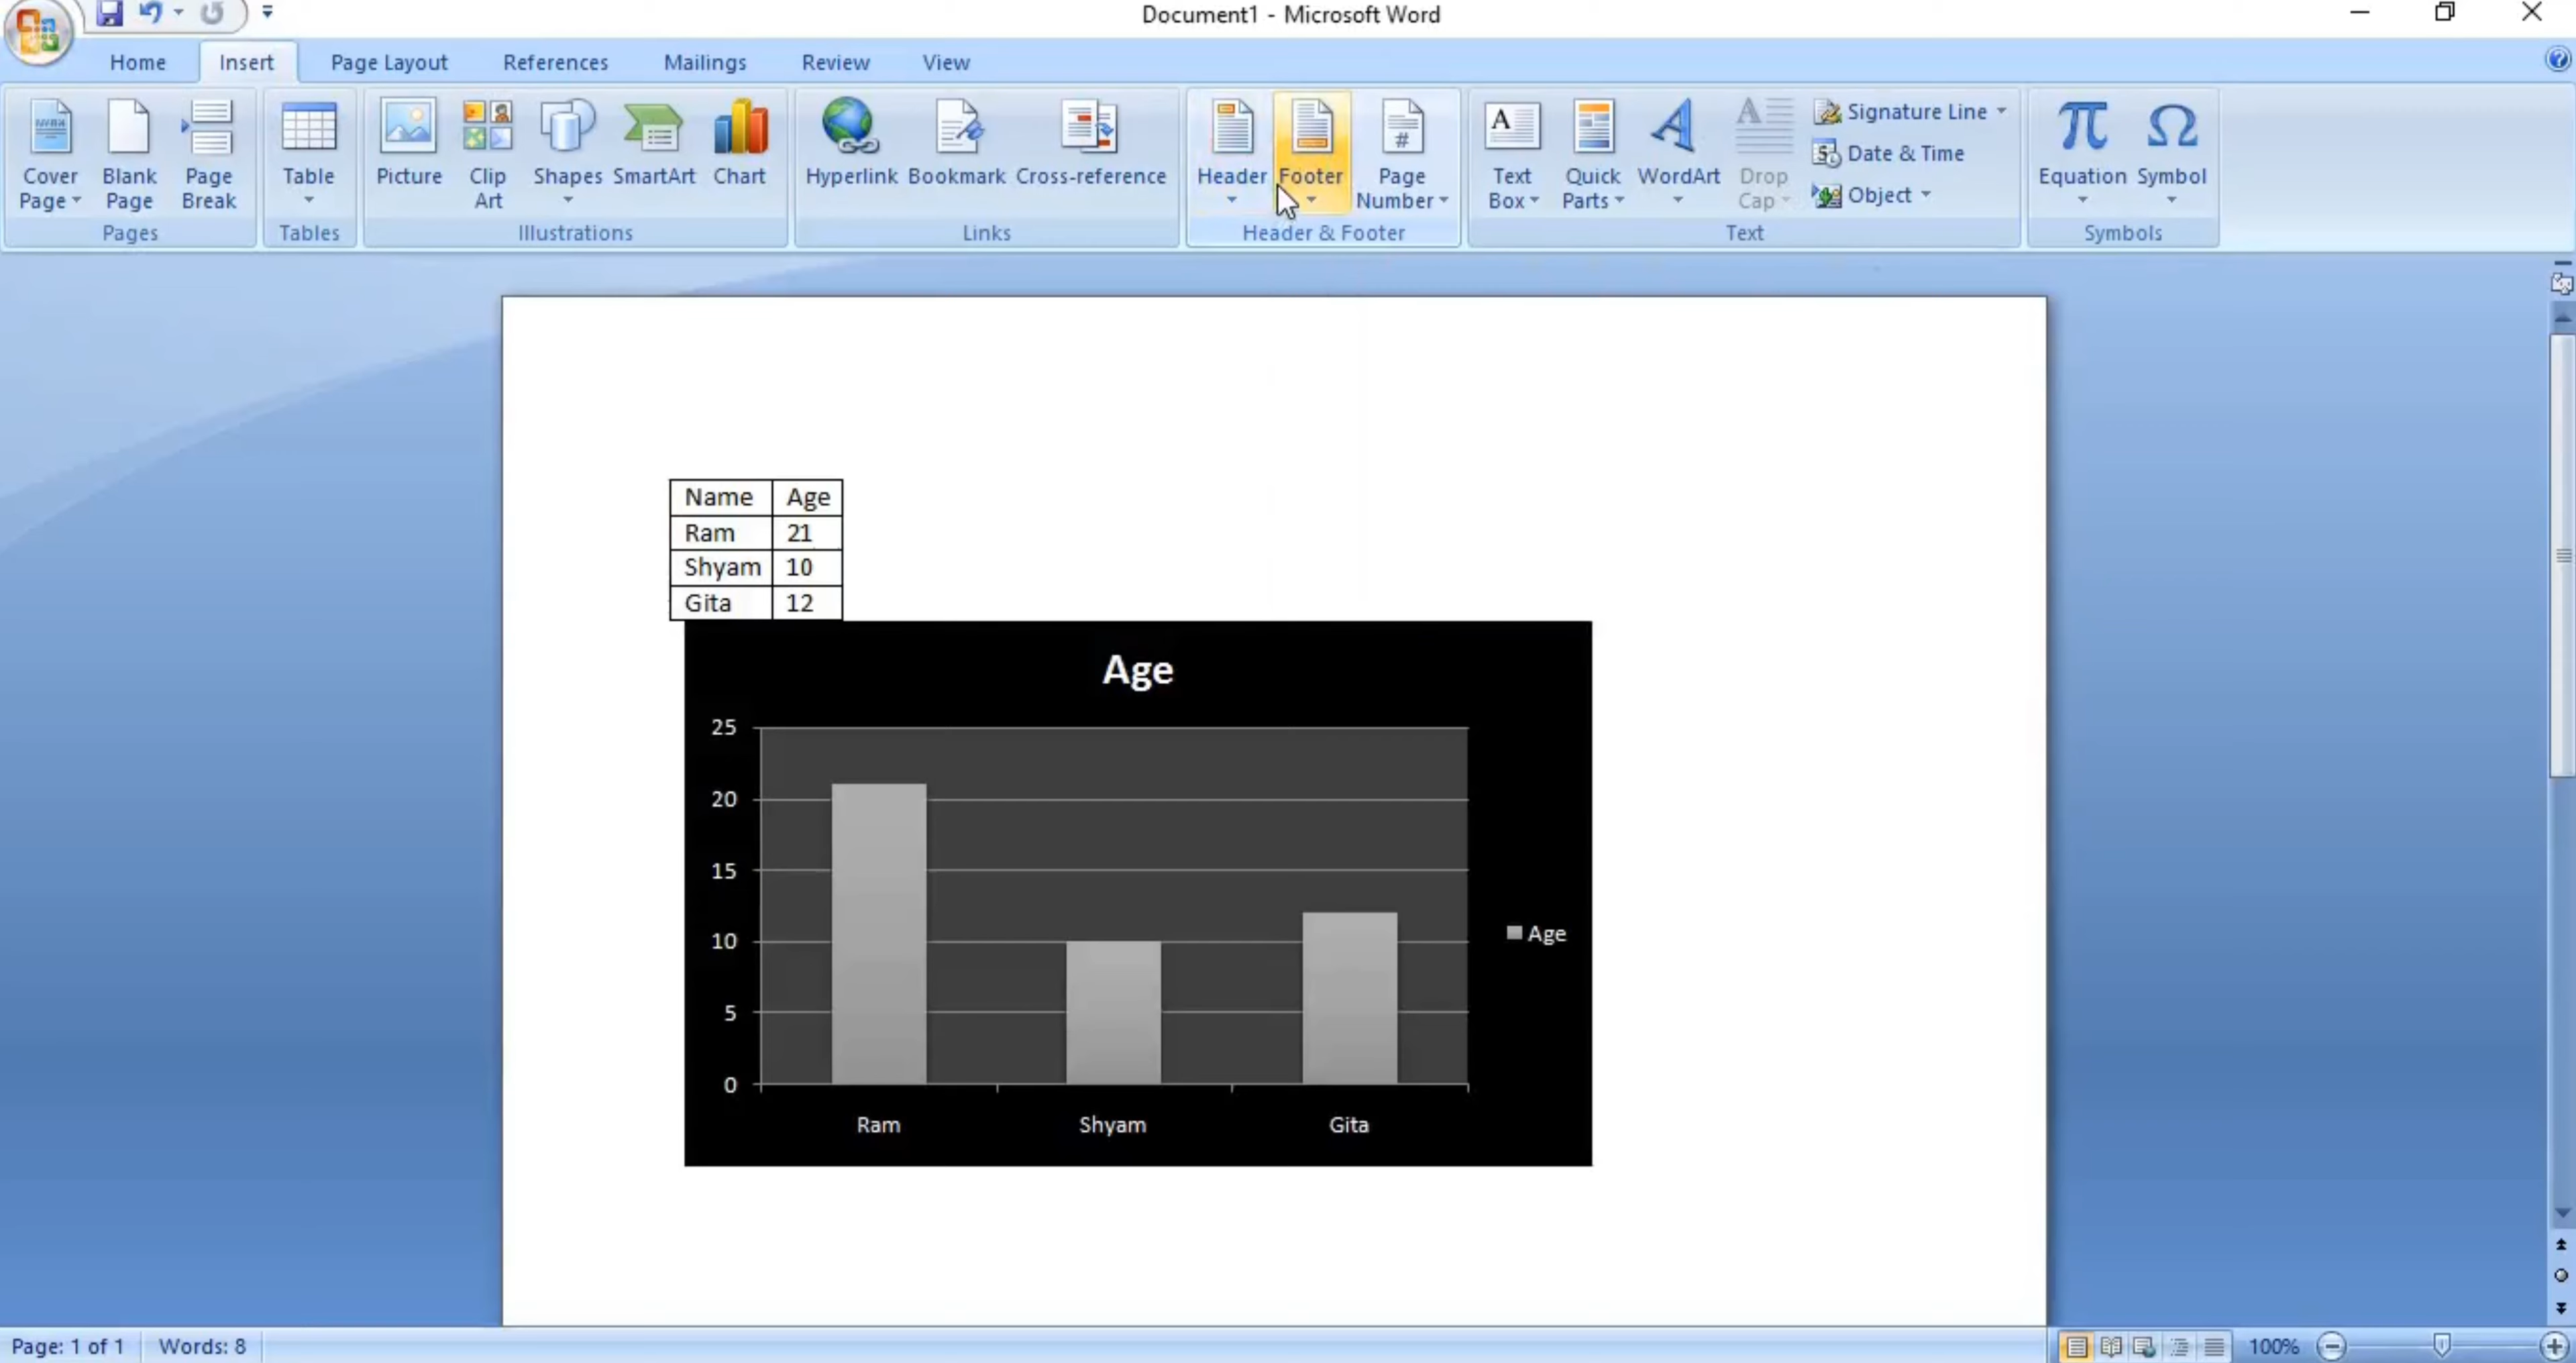 Document1 - Microsoft Word
Home Insert Page Layout References Mailings Review View
Cover Page
Blank Page
Page Break
Table
Picture
Clip Art
Shapes
SmartArt
Chart
Hyperlink
Bookmark
Cross-reference
Header
Footer
Page Number
Text Box
Quick Parts
WordArt
Drop Cap
Signature Line
Date & Time
Object
Equation
Symbol
Pages Tables Illustrations Links Header & Footer Text Symbols
Name Age
Ram 21
Shyam 10
Gita 12
Age
25
20
15
10
5
0
Age
Ram Shyam Gita
Page: 1 of 1 Words: 8 100%